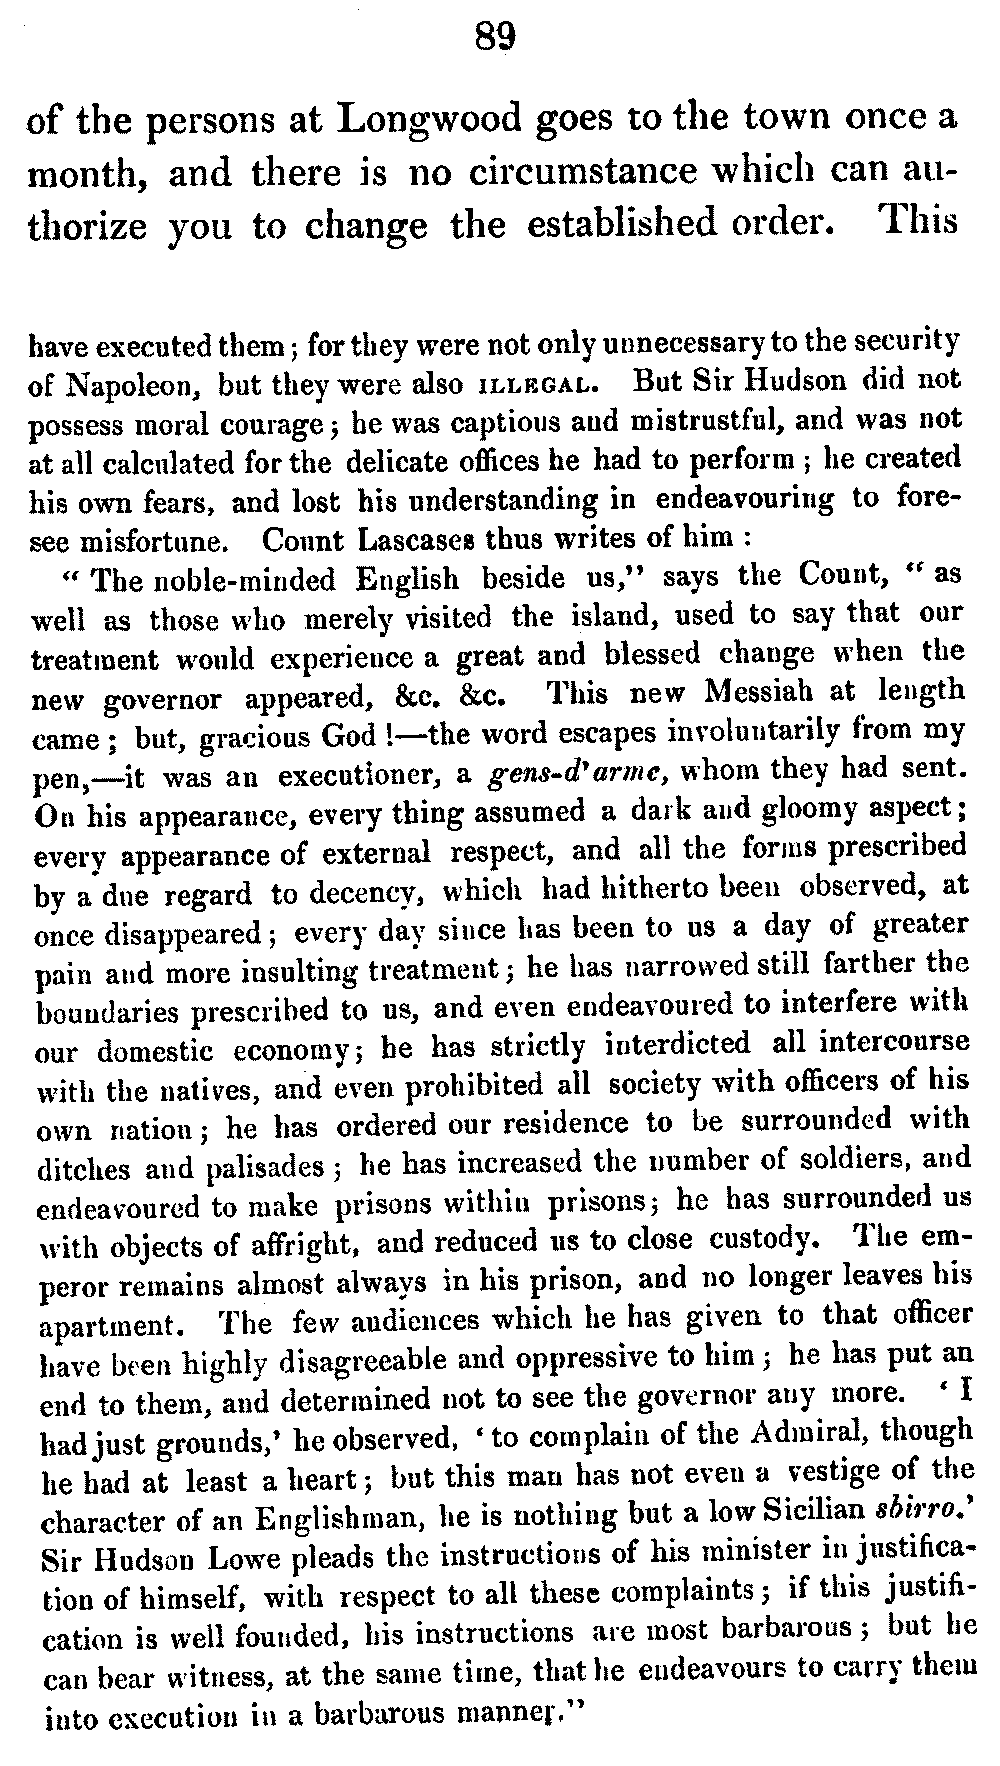 89
of the persons at Longwood goes to the town once a
month, and there is no circumstance which can au-
thorize you to change the established order. This
have executed them; for they were not only unnecessary to the security
of Napoleon, but they were also ILLEGAL. But Sir Hudson did not
possess moral courage; he was captious and mistrustful, and was not
at all calculated for the delicate offices he had to perform; he created
his own fears, and lost his understanding in endeavouring to fore-
see misfortune. Count Lascases thus writes of him :
“ The noble-minded English beside us,” says the Count, “ as
well as those who merely visited the island, used to say that our
treatment would experience a great and blessed change when the
new governor appeared, &c. &c. This new Messiah at length
came ; but, gracious God !—the word escapes involuntarily from my
pen,—it was an executioner, a gens-d'arme, whom they had sent.
On his appearance, every thing assumed a dark and gloomy aspect;
every appearance of external respect, and all the forms prescribed
by a due regard to decency, which had hitherto been observed, at
once disappeared; every day since has been to us a day of greater
pain and more insulting treatment; he has narrowed still farther the
boundaries prescribed to us, and even endeavoured to interfere with
our domestic economy; he has strictly interdicted all intercourse
with the natives, and even prohibited all society with officers of his
own nation; he has ordered our residence to be surrounded with
ditches and palisades ; he has increased the number of soldiers, and
endeavoured to make prisons within prisons; he has surrounded us
with objects of affright, and reduced us to close custody. The em-
peror remains almost always in his prison, and no longer leaves his
apartment. The few audiences which he has given to that officer
have been highly disagreeable and oppressive to him; he has put an
end to them, and determined not to see the governor any more. ‘ I
had just grounds,’ he observed, ‘ to complain of the Admiral, though
he had at least a heart; but this man has not even a vestige of the
character of an Englishman, he is nothing but a low Sicilian sbirro.’
Sir Hudson Lowe pleads the instructions of his minister in justifica-
tion of himself, with respect to all these complaints; if this justifi-
cation is well founded, his instructions are most barbarous ; but he
can bear witness, at the same time, that he endeavours to carry them
into execution in a barbarous manner.”